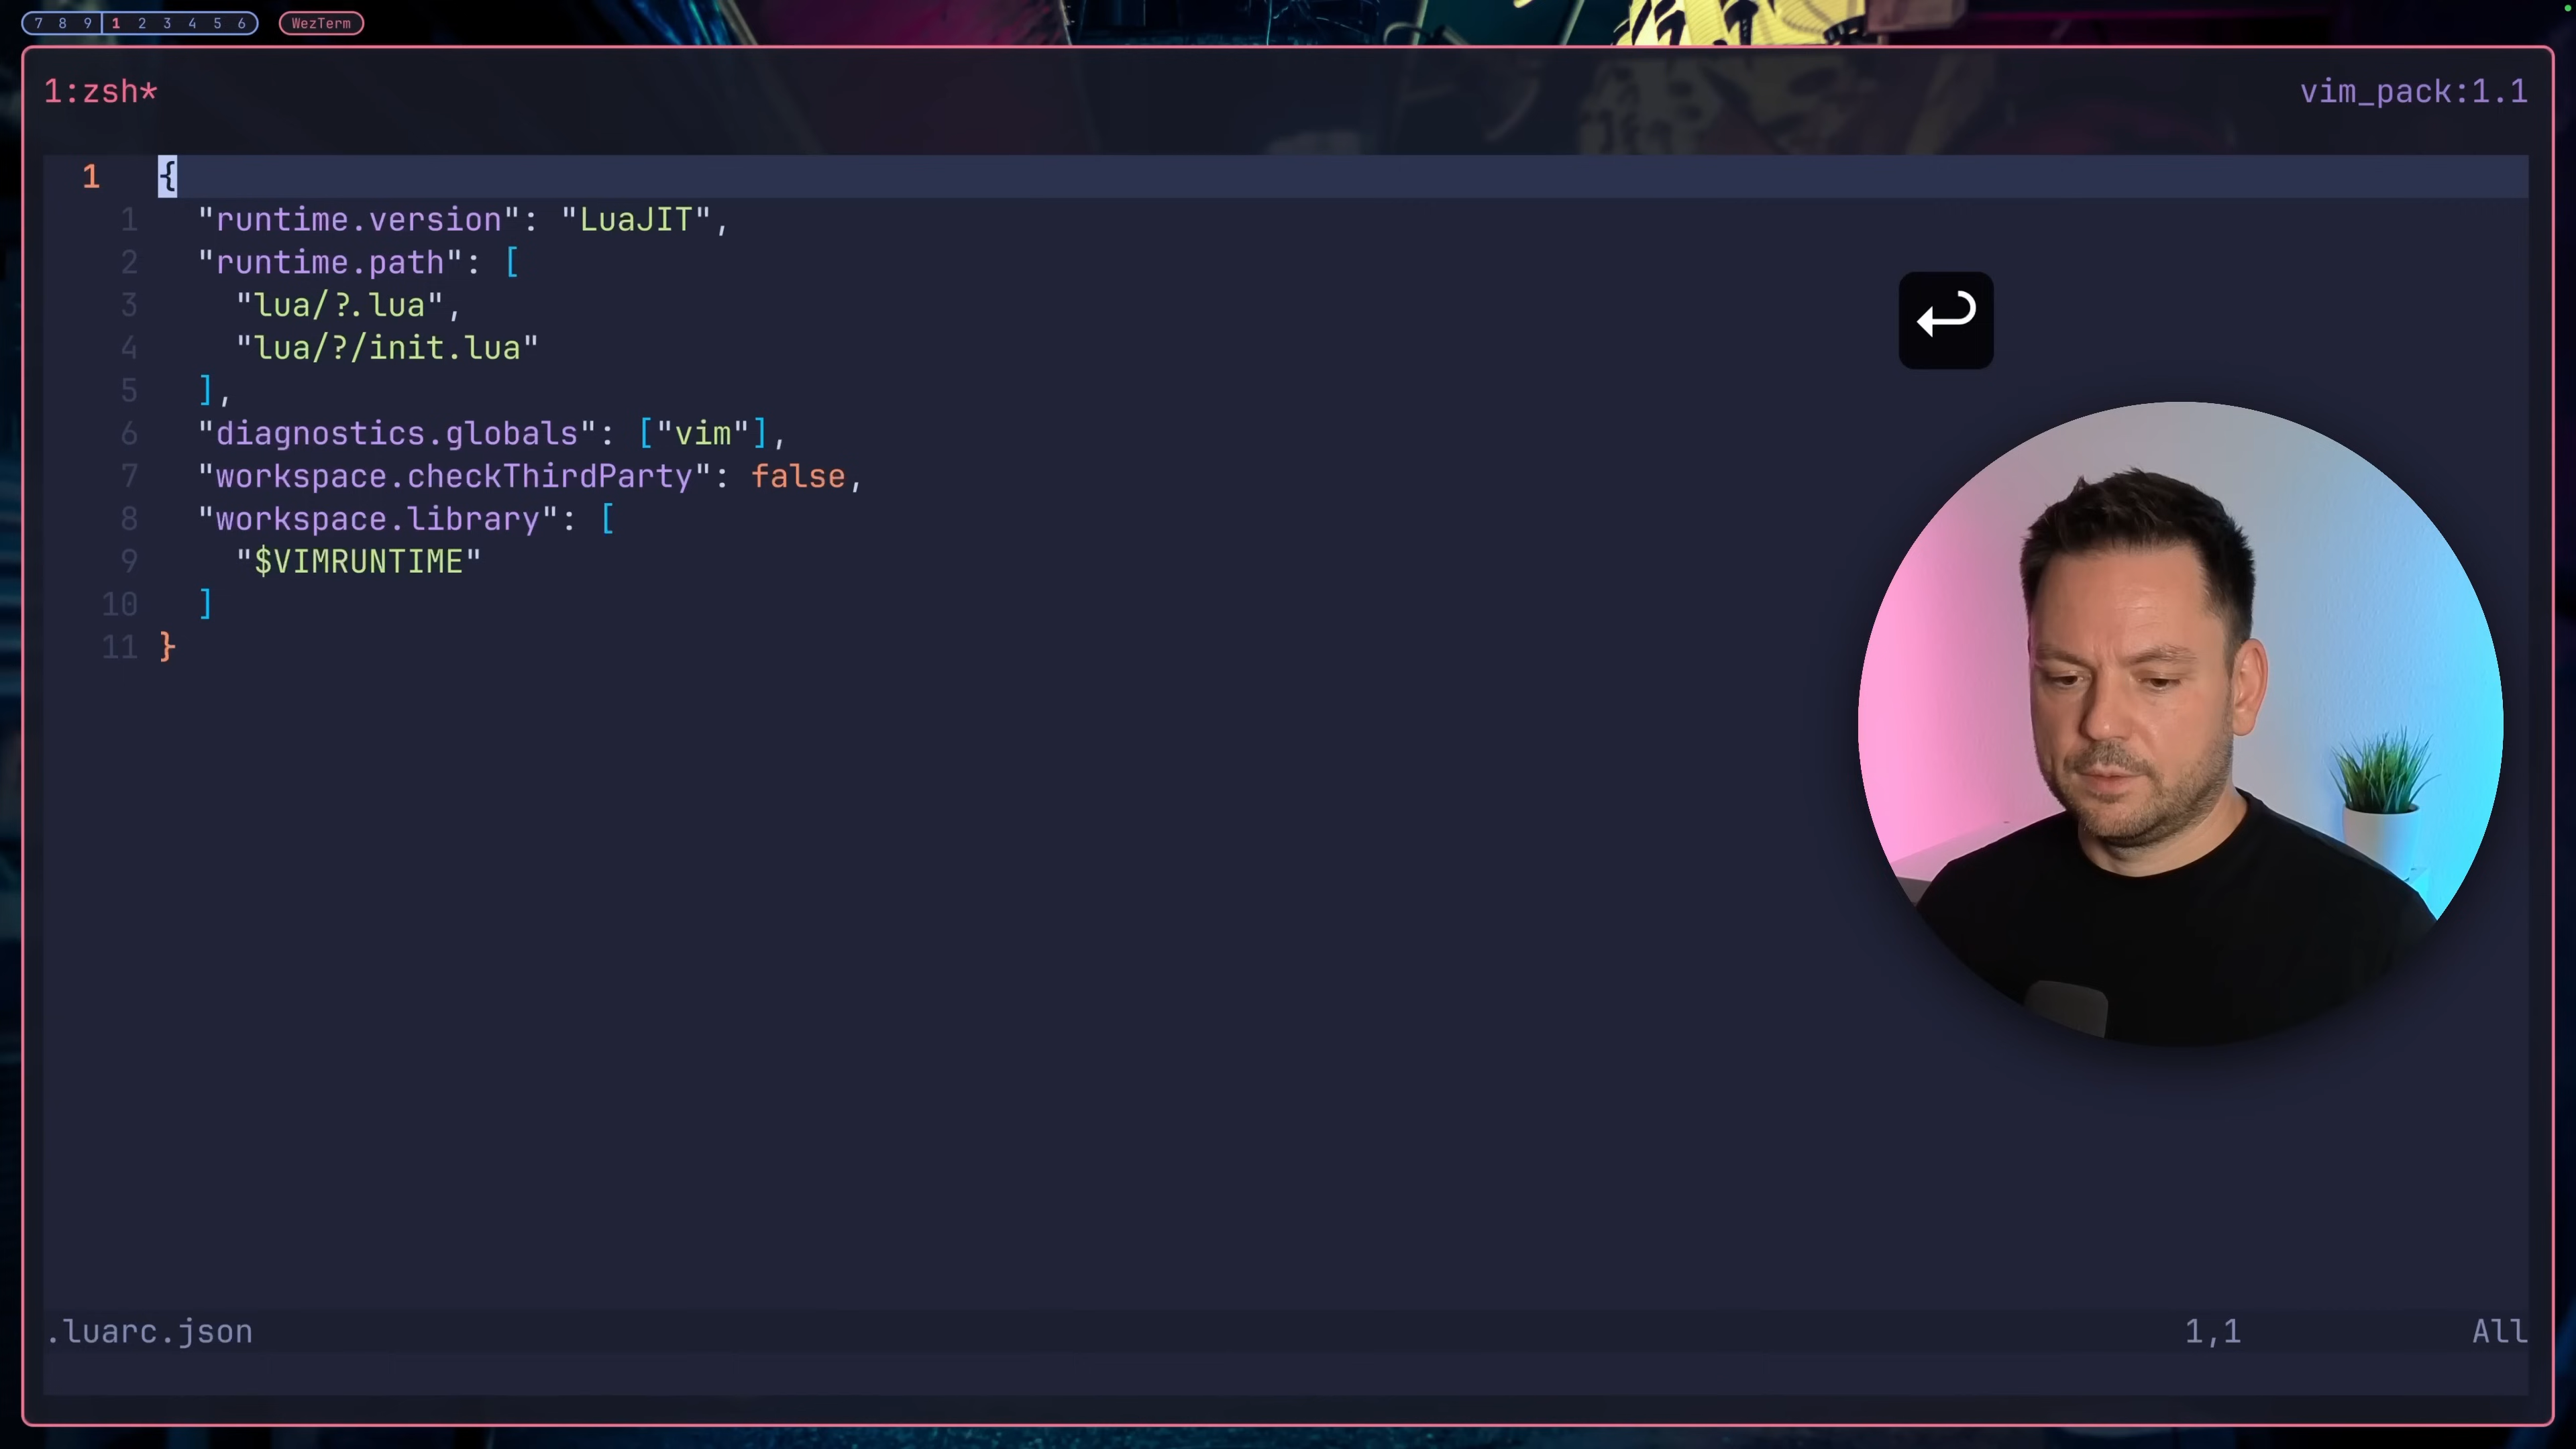 7 8 9 1 2 3 4 5 6 WezTerm
1:zsh* vim_pack:1.1
1 {
1 "runtime.version": "LuaJIT",
2 "runtime.path": [
3 "lua/?.lua",
4 "lua/?/init.lua"
5 ],
6 "diagnostics.globals": ["vim"],
7 "workspace.checkThirdParty": false,
8 "workspace.library": [
9 "$VIMRUNTIME"
10 ]
11 }
.luarc.json 1,1 All